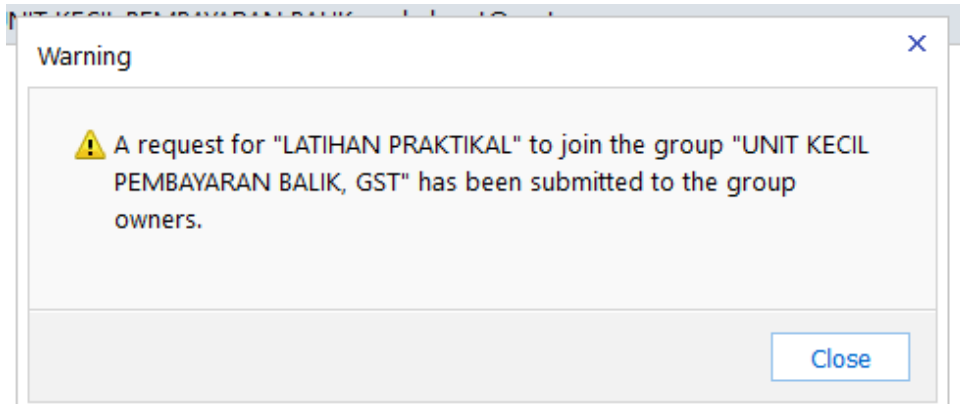 Warning
A request for "LATIHAN PRAKTIKAL" to join the group "UNIT KECIL
PEMBAYARAN BALIK, GST" has been submitted to the group
owners.
Close